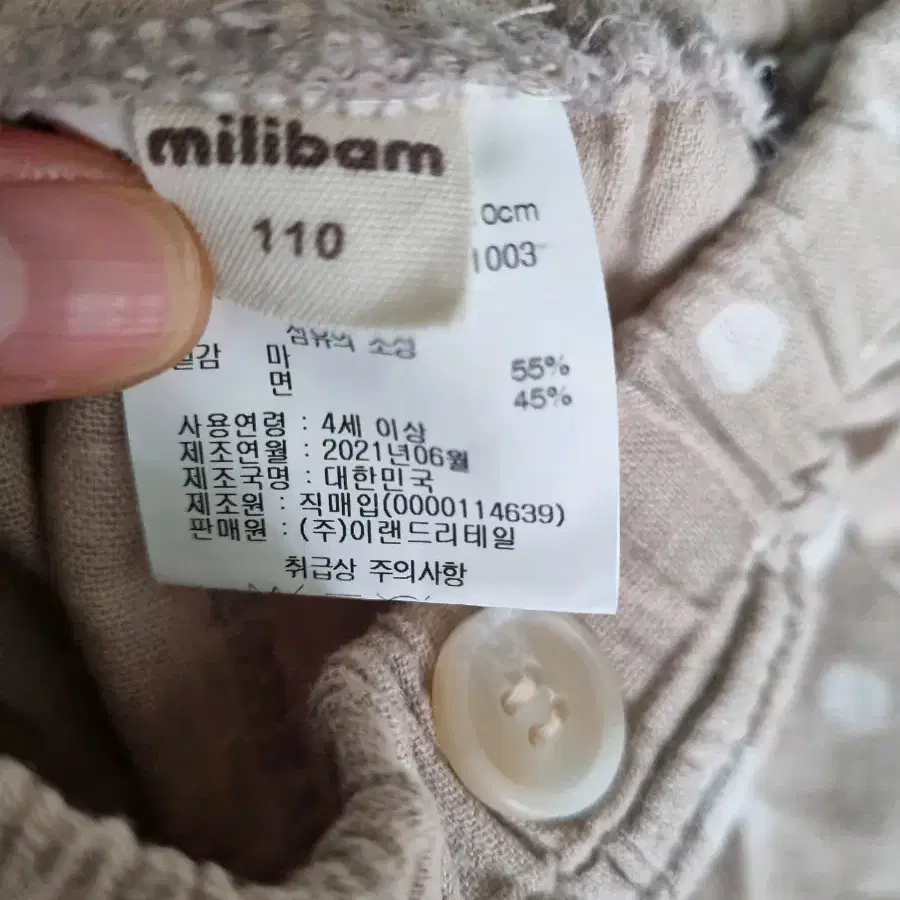 milibam
110
0cm
1003
섬유의 조성
겉감 마 55%
면 45%
사용연령 : 4세 이상
제조연월 : 2021년06월
제조국명 : 대한민국
제조원 : 직매입(0000114639)
판매원 : (주)이랜드리테일
취급상 주의사항